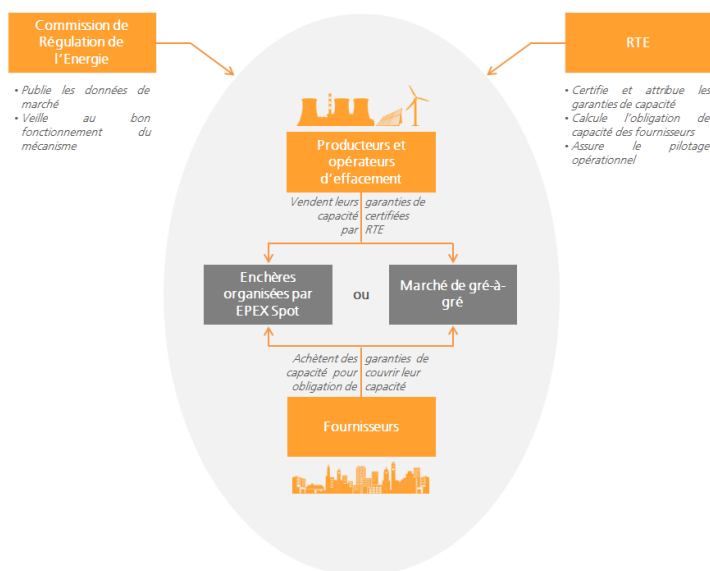 Commission de
Régulation de
l'Energie
• Publie les données de
marché
• Veille au bon
fonctionnement du
mécanisme
RTE
• Certifie et attribue les
garanties de capacité
• Calcule l'obligation de
capacité des fournisseurs
• Assure le pilotage
opérationnel
Producteurs et
opérateurs
d'effacement
Vendent leurs garanties de
capacité certifiées
par RTE
Enchères
organisées par
EPEX Spot
ou
Marché de gré-à-
gré
Achètent des garanties de
capacité pour couvrir leur
obligation de capacité
Fournisseurs